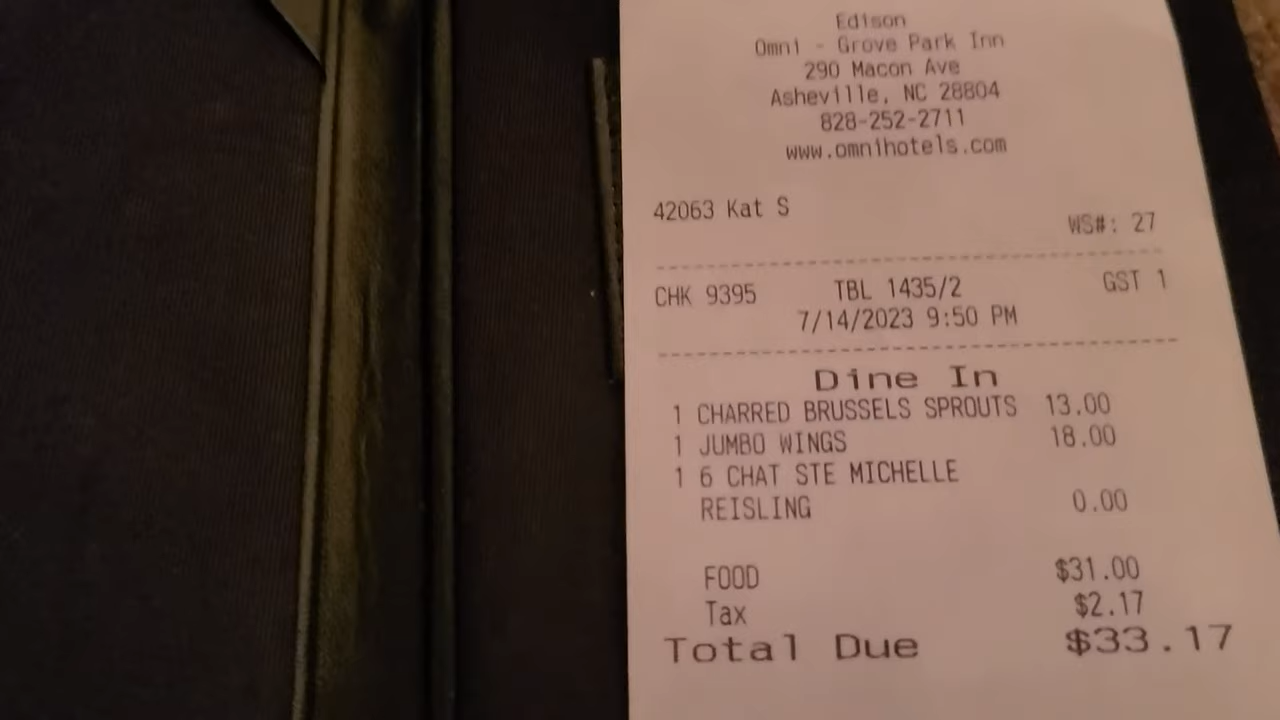 Edison
Omni - Grove Park Inn
290 Macon Ave
Asheville, NC 28804
828-252-2711
www.omnihotels.com
42063 Kat S
WS#: 27
CHK 9395 TBL 1435/2 GST 1
7/14/2023 9:50 PM
Dine In
1 CHARRED BRUSSELS SPROUTS 13.00
1 JUMBO WINGS 18.00
1 6 CHAT STE MICHELLE
REISLING 0.00
FOOD $31.00
Tax $2.17
Total Due $33.17